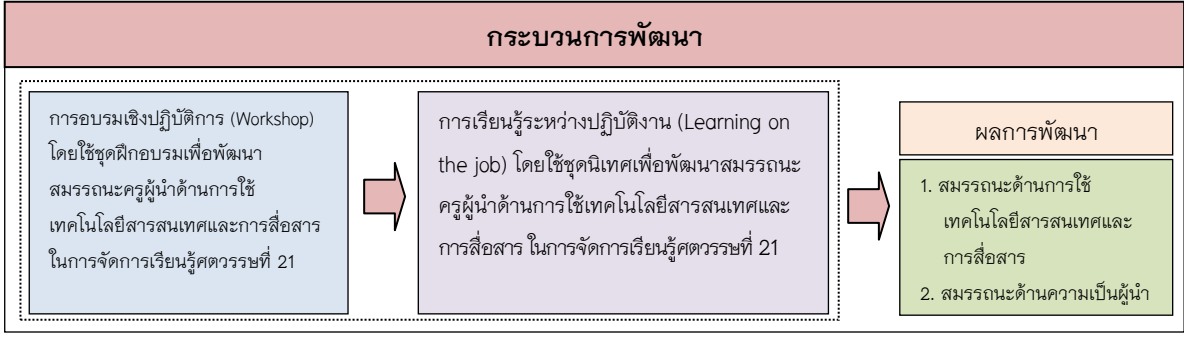 กระบวนการพัฒนา
การอบรมเชิงปฏิบัติการ (Workshop)
โดยใช้ชุดฝึกอบรมเพื่อพัฒนา
สมรรถนะครูผู้นำด้านการใช้
เทคโนโลยีสารสนเทศและการสื่อสาร
ในการจัดการเรียนรู้ศตวรรษที่ 21
การเรียนรู้ระหว่างปฏิบัติงาน (Learning on
the job) โดยใช้ชุดนิเทศเพื่อพัฒนาสมรรถนะ
ครูผู้นำด้านการใช้เทคโนโลยีสารสนเทศและ
การสื่อสาร ในการจัดการเรียนรู้ศตวรรษที่ 21
ผลการพัฒนา
1. สมรรถนะด้านการใช้
เทคโนโลยีสารสนเทศและ
การสื่อสาร
2. สมรรถนะด้านความเป็นผู้นำ